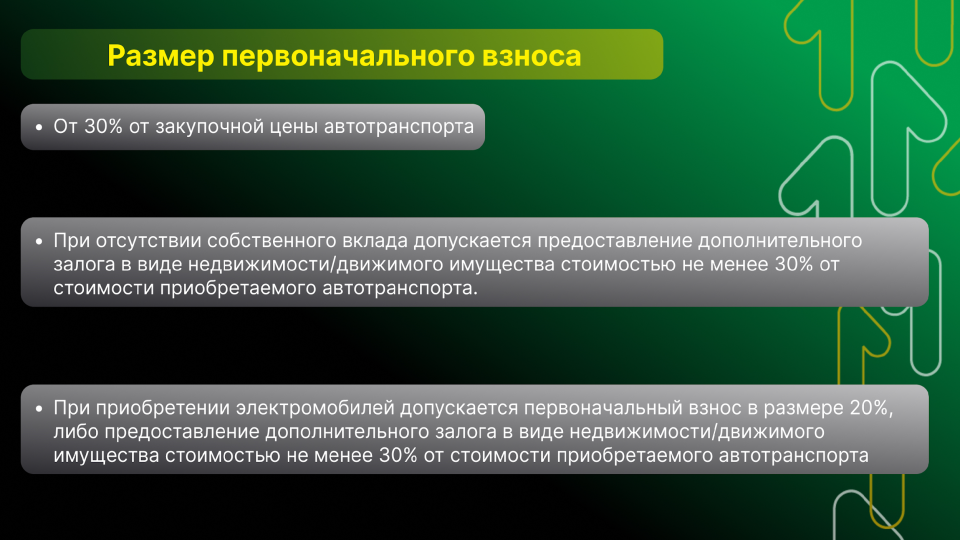 Размер первоначального взноса
• От 30% от закупочной цены автотранспорта
• При отсутствии собственного вклада допускается предоставление дополнительного
залога в виде недвижимости/движимого имущества стоимостью не менее 30% от
стоимости приобретаемого автотранспорта.
• При приобретении электромобилей допускается первоначальный взнос в размере 20%,
либо предоставление дополнительного залога в виде недвижимости/движимого
имущества стоимостью не менее 30% от стоимости приобретаемого автотранспорта